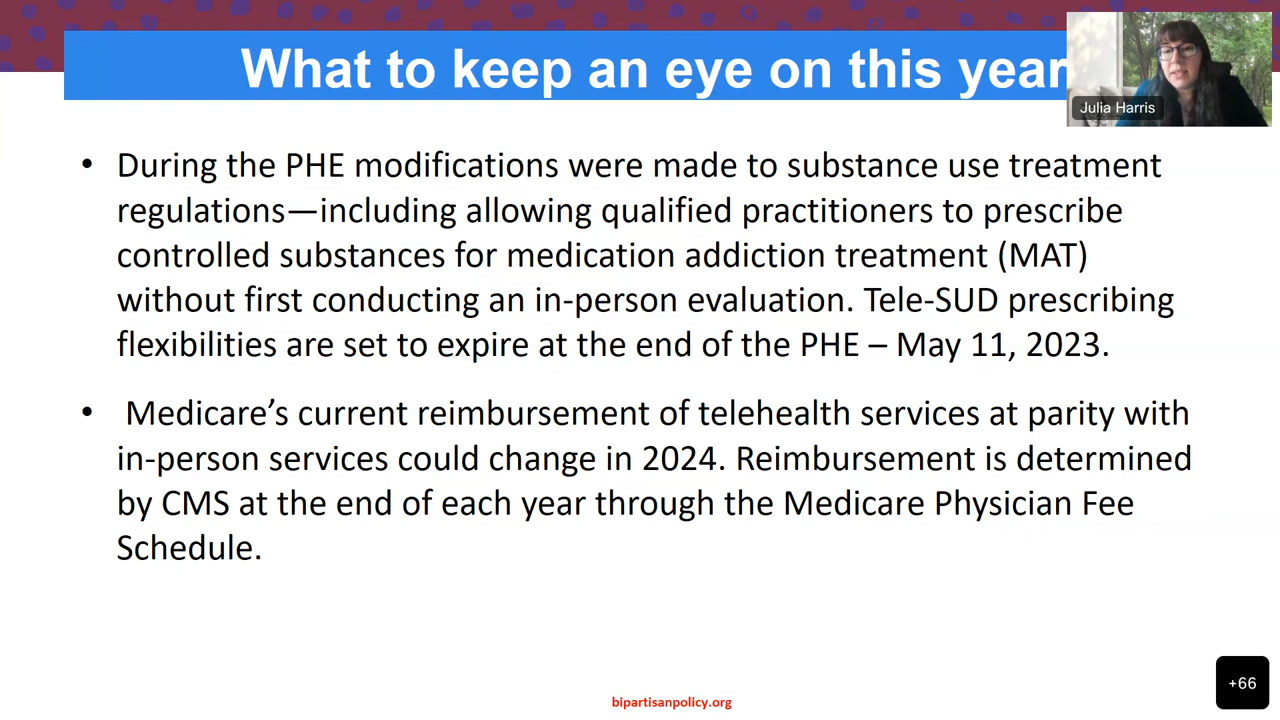 What to keep an eye on this year
Julia Harris
• During the PHE modifications were made to substance use treatment
regulations—including allowing qualified practitioners to prescribe
controlled substances for medication addiction treatment (MAT)
without first conducting an in-person evaluation. Tele-SUD prescribing
flexibilities are set to expire at the end of the PHE – May 11, 2023.
• Medicare’s current reimbursement of telehealth services at parity with
in-person services could change in 2024. Reimbursement is determined
by CMS at the end of each year through the Medicare Physician Fee
Schedule.
+66
bipartisanpolicy.org